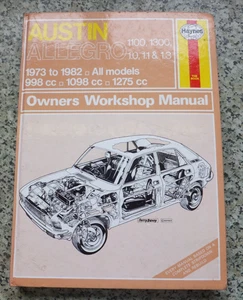 AUSTIN
ALLEGRO
1100, 1300,
1.0, 1.1 & 1.3
Haynes
1973 to 1982 □ All models
998 cc □ 1098 cc □ 1275 cc
Owners Workshop Manual